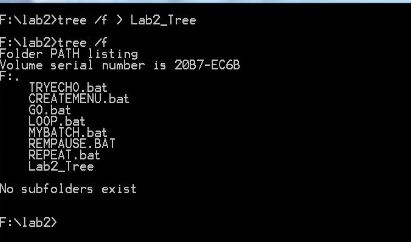 F:\lab2>tree /f > Lab2_Tree
F:\lab2>tree /f
Folder PATH listing
Volume serial number is 20B7-EC6B
F:.
TRYECHO.bat
CREATEMENU.bat
GO.bat
LOOP.bat
MYBATCH.bat
REMPAUSE.BAT
REPEAT.bat
Lab2_Tree
No subfolders exist
F:\lab2>